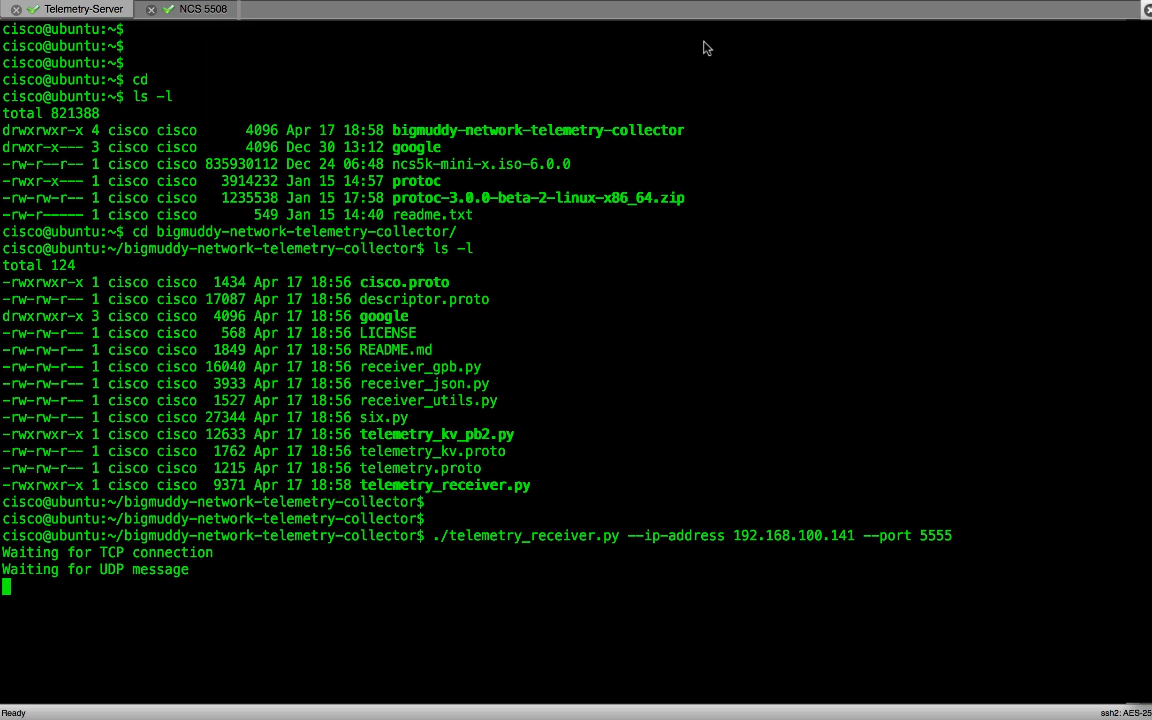 Telemetry-Server NCS 5508
cisco@ubuntu:~$
cisco@ubuntu:~$
cisco@ubuntu:~$
cisco@ubuntu:~$ cd
cisco@ubuntu:~$ ls -l
total 821388
drwxrwxr-x 4 cisco cisco      4096 Apr 17 18:58 bigmuddy-network-telemetry-collector
drwxr-x--- 3 cisco cisco      4096 Dec 30 13:12 google
-rw-r--r-- 1 cisco cisco 835930112 Dec 24 06:48 ncs5k-mini-x.iso-6.0.0
-rwxr-x--- 1 cisco cisco   3914232 Jan 15 14:57 protoc
-rw-rw-r-- 1 cisco cisco   1235538 Jan 15 17:58 protoc-3.0.0-beta-2-linux-x86_64.zip
-rw-r----- 1 cisco cisco       549 Jan 15 14:40 readme.txt
cisco@ubuntu:~$ cd bigmuddy-network-telemetry-collector/
cisco@ubuntu:~/bigmuddy-network-telemetry-collector$ ls -l
total 124
-rwxrwxr-x 1 cisco cisco  1434 Apr 17 18:56 cisco.proto
-rw-rw-r-- 1 cisco cisco 17087 Apr 17 18:56 descriptor.proto
drwxrwxr-x 3 cisco cisco  4096 Apr 17 18:56 google
-rw-rw-r-- 1 cisco cisco   568 Apr 17 18:56 LICENSE
-rw-rw-r-- 1 cisco cisco  1849 Apr 17 18:56 README.md
-rw-rw-r-- 1 cisco cisco 16040 Apr 17 18:56 receiver_gpb.py
-rw-rw-r-- 1 cisco cisco  3933 Apr 17 18:56 receiver_json.py
-rw-rw-r-- 1 cisco cisco  1527 Apr 17 18:56 receiver_utils.py
-rw-rw-r-- 1 cisco cisco 27344 Apr 17 18:56 six.py
-rwxrwxr-x 1 cisco cisco 12633 Apr 17 18:56 telemetry_kv_pb2.py
-rw-rw-r-- 1 cisco cisco  1762 Apr 17 18:56 telemetry_kv.proto
-rw-rw-r-- 1 cisco cisco  1215 Apr 17 18:56 telemetry.proto
-rwxrwxr-x 1 cisco cisco  9371 Apr 17 18:58 telemetry_receiver.py
cisco@ubuntu:~/bigmuddy-network-telemetry-collector$
cisco@ubuntu:~/bigmuddy-network-telemetry-collector$
cisco@ubuntu:~/bigmuddy-network-telemetry-collector$ ./telemetry_receiver.py --ip-address 192.168.100.141 --port 5555
Waiting for TCP connection
Waiting for UDP message
Ready ssh2: AES-25